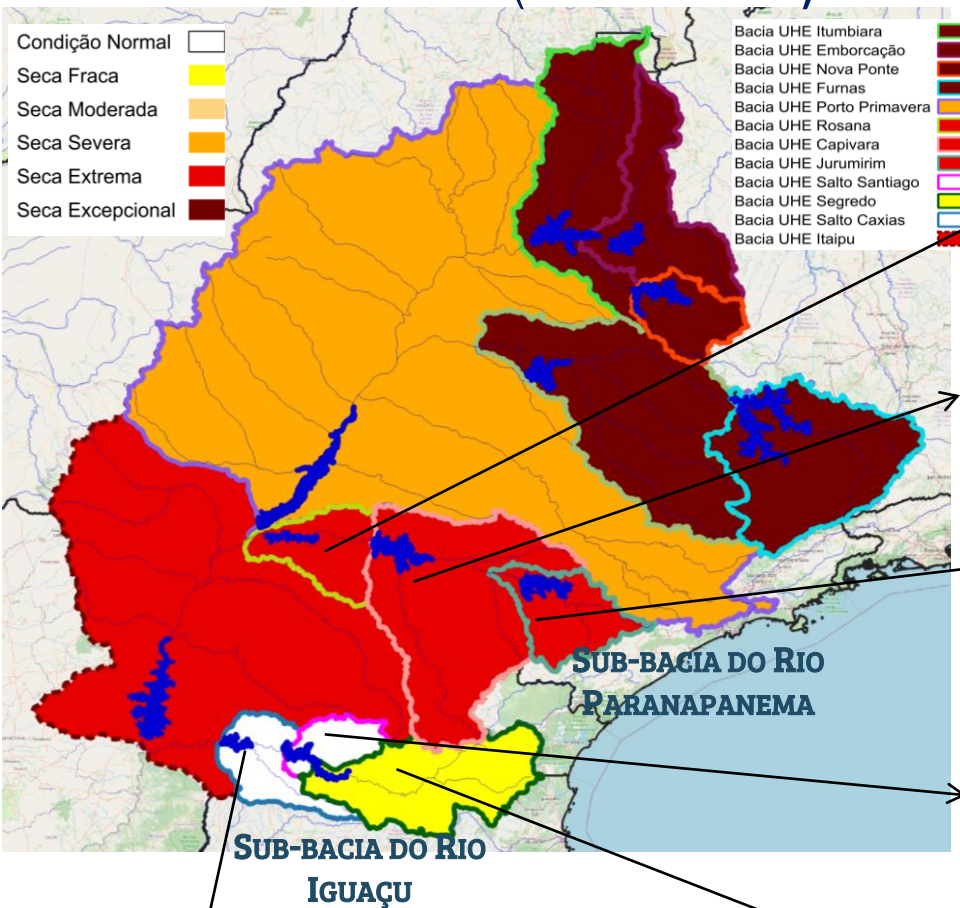 Condição Normal
Seca Fraca
Seca Moderada
Seca Severa
Seca Extrema
Seca Excepcional
Bacia UHE Itumbiara
Bacia UHE Emborcação
Bacia UHE Nova Ponte
Bacia UHE Furnas
Bacia UHE Porto Primavera
Bacia UHE Rosana
Bacia UHE Capivara
Bacia UHE Jurumirim
Bacia UHE Salto Santiago
Bacia UHE Segredo
Bacia UHE Salto Caxias
Bacia UHE Itaipu
SUB-BACIA DO RIO
PARANAPANEMA
SUB-BACIA DO RIO
IGUAÇU